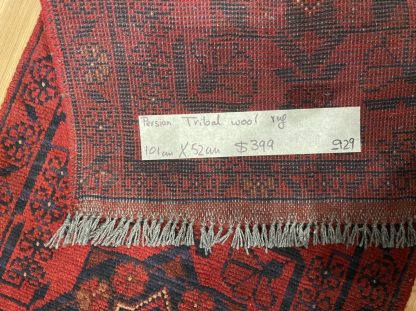 Persian Tribal wool rug
101cm X 52cm $399 929